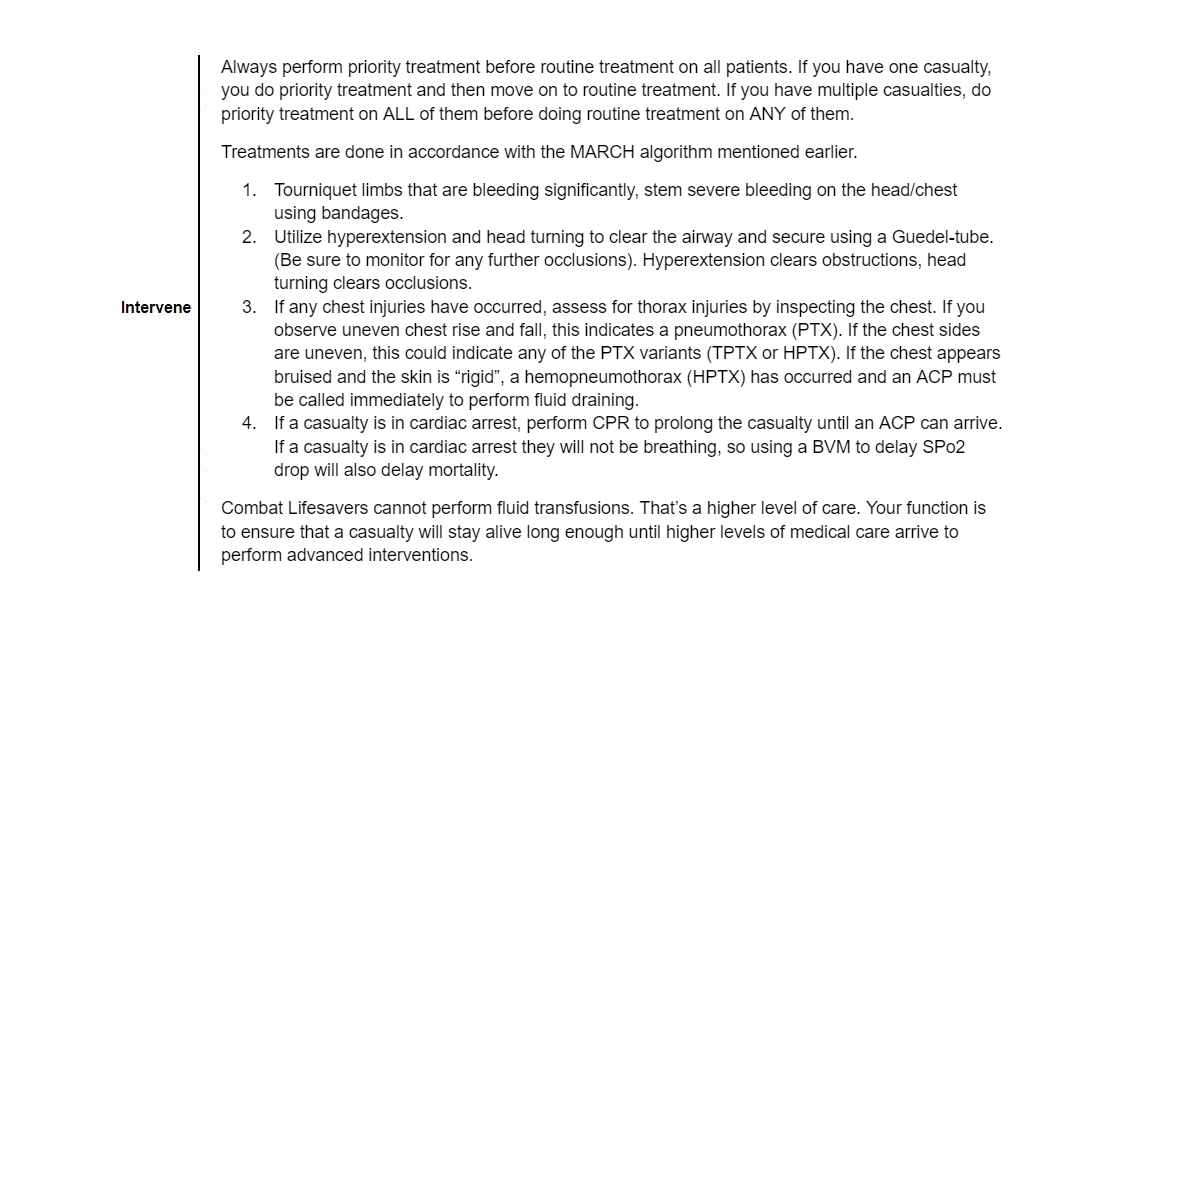 Always perform priority treatment before routine treatment on all patients. If you have one casualty,
you do priority treatment and then move on to routine treatment. If you have multiple casualties, do
priority treatment on ALL of them before doing routine treatment on ANY of them.
Treatments are done in accordance with the MARCH algorithm mentioned earlier.
1. Tourniquet limbs that are bleeding significantly, stem severe bleeding on the head/chest
using bandages.
2. Utilize hyperextension and head turning to clear the airway and secure using a Guedel-tube.
(Be sure to monitor for any further occlusions). Hyperextension clears obstructions, head
turning clears occlusions.
Intervene
3. If any chest injuries have occurred, assess for thorax injuries by inspecting the chest. If you
observe uneven chest rise and fall, this indicates a pneumothorax (PTX). If the chest sides
are uneven, this could indicate any of the PTX variants (TPTX or HPTX). If the chest appears
bruised and the skin is “rigid”, a hemopneumothorax (HPTX) has occurred and an ACP must
be called immediately to perform fluid draining.
4. If a casualty is in cardiac arrest, perform CPR to prolong the casualty until an ACP can arrive.
If a casualty is in cardiac arrest they will not be breathing, so using a BVM to delay SPo2
drop will also delay mortality.
Combat Lifesavers cannot perform fluid transfusions. That’s a higher level of care. Your function is
to ensure that a casualty will stay alive long enough until higher levels of medical care arrive to
perform advanced interventions.